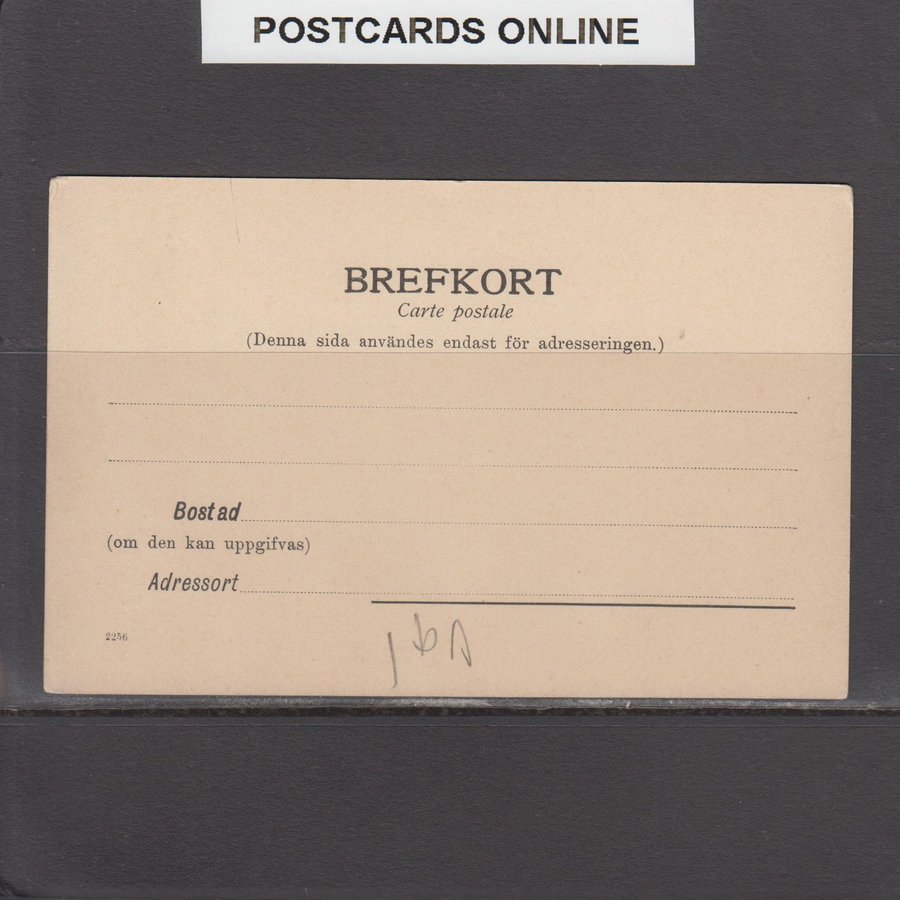 POSTCARDS ONLINE
BREFKORT
Carte postale
(Denna sida användes endast för adresseringen.)
Bostad
(om den kan uppgifvas)
Adressort
2256